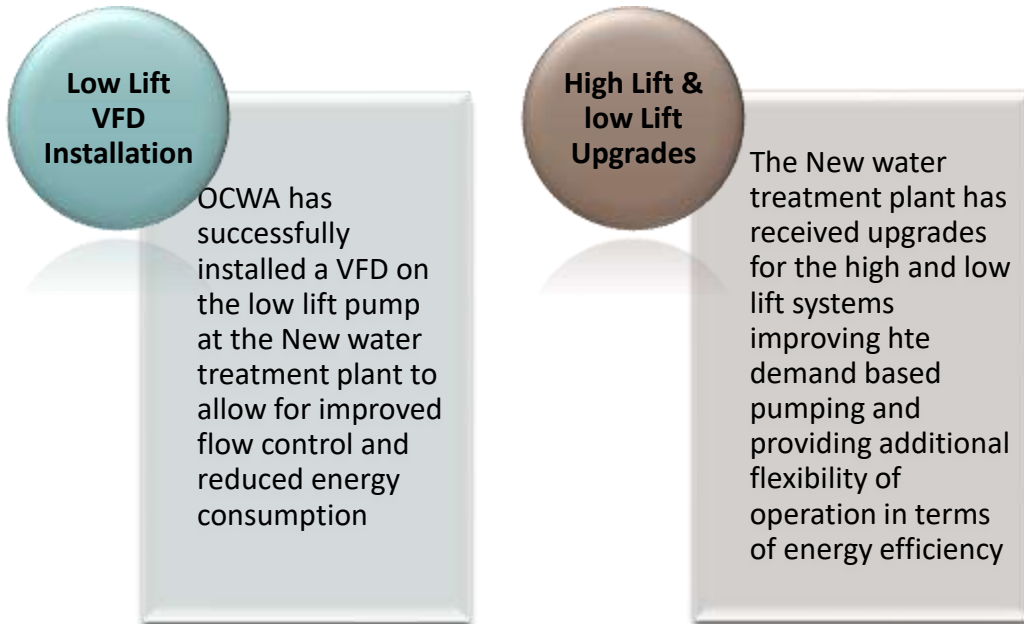 Low Lift
VFD
Installation
OCWA has
successfully
installed a VFD on
the low lift pump
at the New water
treatment plant to
allow for improved
flow control and
reduced energy
consumption
High Lift &
low Lift
Upgrades
The New water
treatment plant has
received upgrades
for the high and low
lift systems
improving hte
demand based
pumping and
providing additional
flexibility of
operation in terms
of energy efficiency